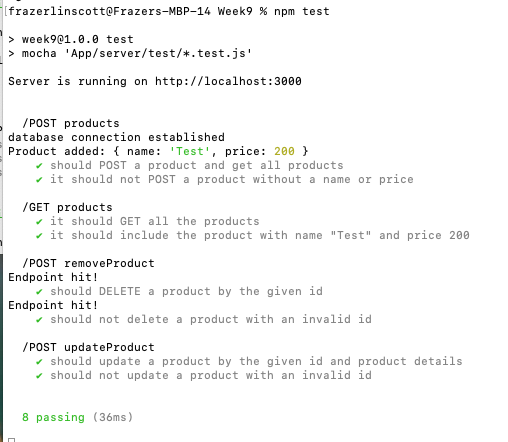 frazerlinscott@Frazers-MBP-14 Week9 % npm test
> week9@1.0.0 test
> mocha 'App/server/test/*.test.js'
Server is running on http://localhost:3000
/POST products
database connection established
Product added: { name: 'Test', price: 200 }
✔ should POST a product and get all products
✔ it should not POST a product without a name or price
/GET products
✔ it should GET all the products
✔ it should include the product with name "Test" and price 200
/POST removeProduct
Endpoint hit!
✔ should DELETE a product by the given id
Endpoint hit!
✔ should not delete a product with an invalid id
/POST updateProduct
✔ should update a product by the given id and product details
✔ should not update a product with an invalid id
8 passing (36ms)